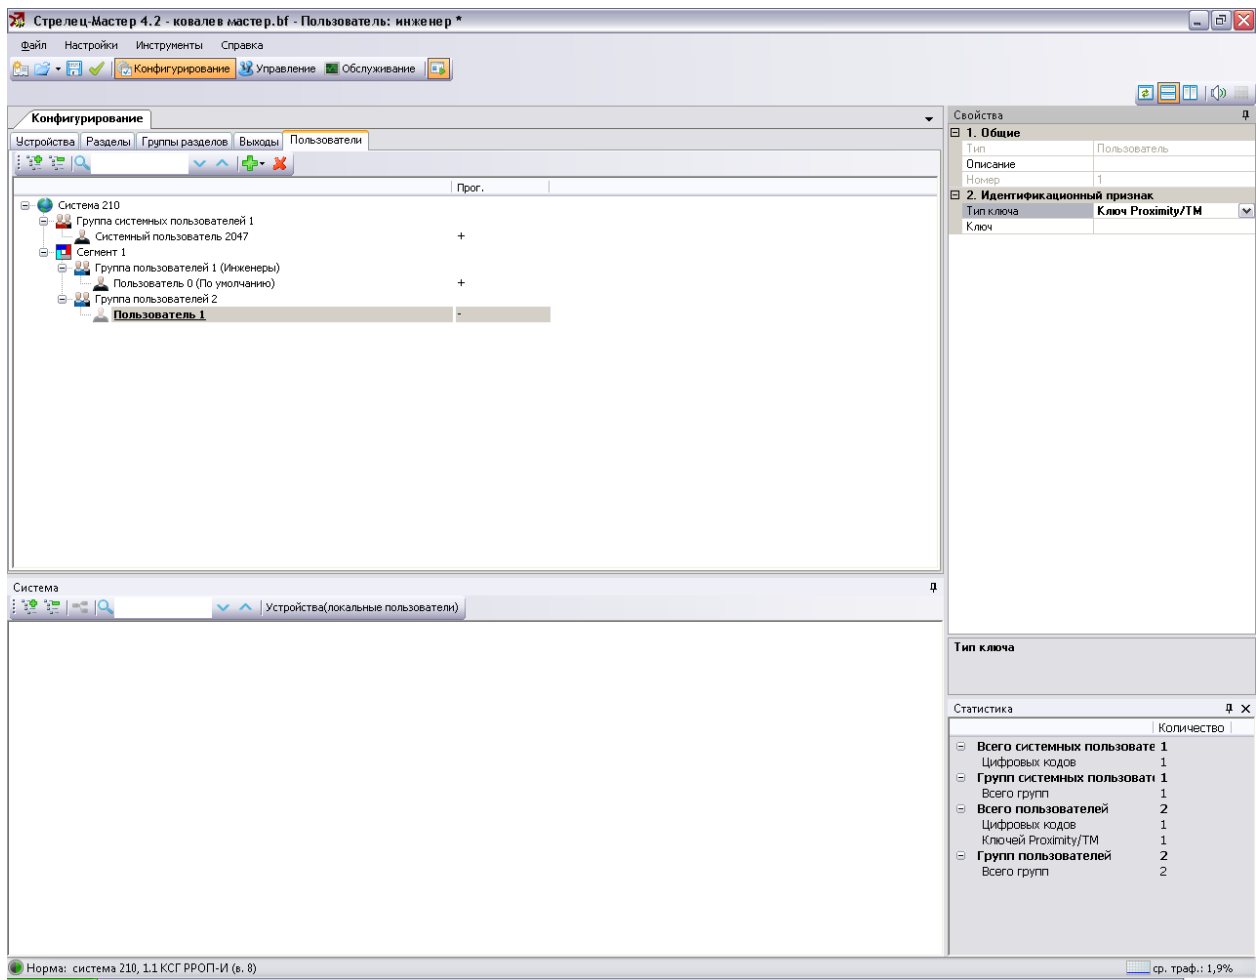 Стрелец-Мастер 4.2 - ковалев мастер.bf - Пользователь: инженер *
Файл Настройки Инструменты Справка
Конфигурирование Управление Обслуживание
Конфигурирование
Устройства Разделы Группы разделов Выходы Пользователи
Прог.
Система 210
Группа системных пользователей 1
Системный пользователь 2047 +
Сегмент 1
Группа пользователей 1 (Инженеры)
Пользователь 0 (По умолчанию) +
Группа пользователей 2
Пользователь 1 -
Система
Устройства(локальные пользователи)
Свойства
1. Общие
Тип Пользователь
Описание
Номер 1
2. Идентификационный признак
Тип ключа Ключ Proximity/TM
Ключ
Тип ключа
Статистика
Количество
Всего системных пользовате 1
Цифровых кодов 1
Групп системных пользоват 1
Всего групп 1
Всего пользователей 2
Цифровых кодов 1
Ключей Proximity/TM 1
Групп пользователей 2
Всего групп 2
Норма: система 210, 1.1 КСГ РРОП-И (в. 8)
ср. траф.: 1,9%